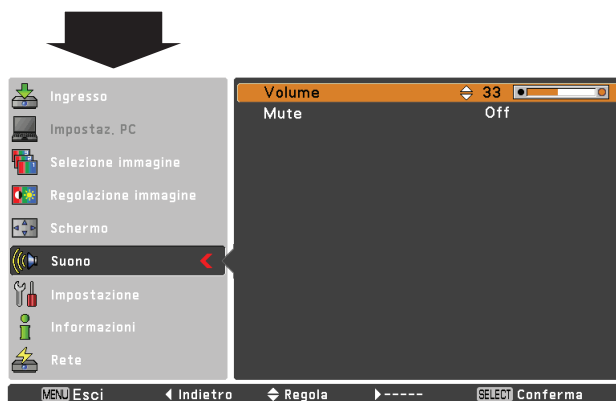 Ingresso
Impostaz. PC
Selezione immagine
Regolazione immagine
Schermo
Suono
Impostazione
Informazioni
Rete
Volume 33
Mute Off
MENU Esci Indietro Regola ----- SELECT Conferma